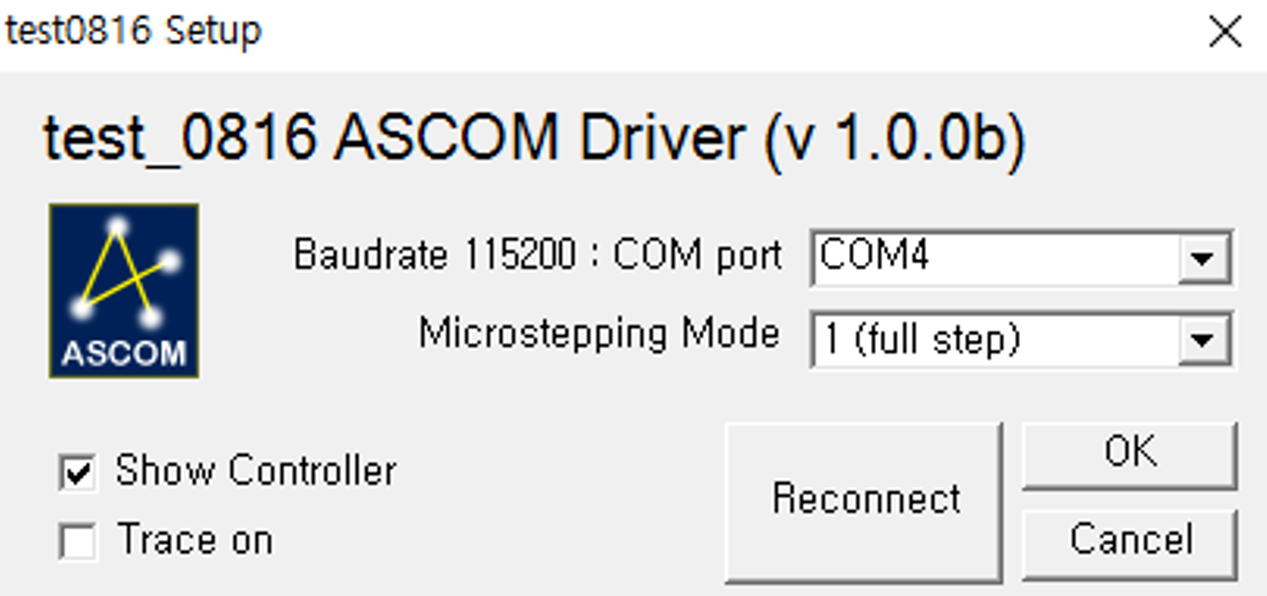 test0816 Setup
test_0816 ASCOM Driver (v 1.0.0b)
ASCOM
Baudrate 115200 : COM port
COM4
Microstepping Mode
1 (full step)
Show Controller
Trace on
Reconnect
OK
Cancel